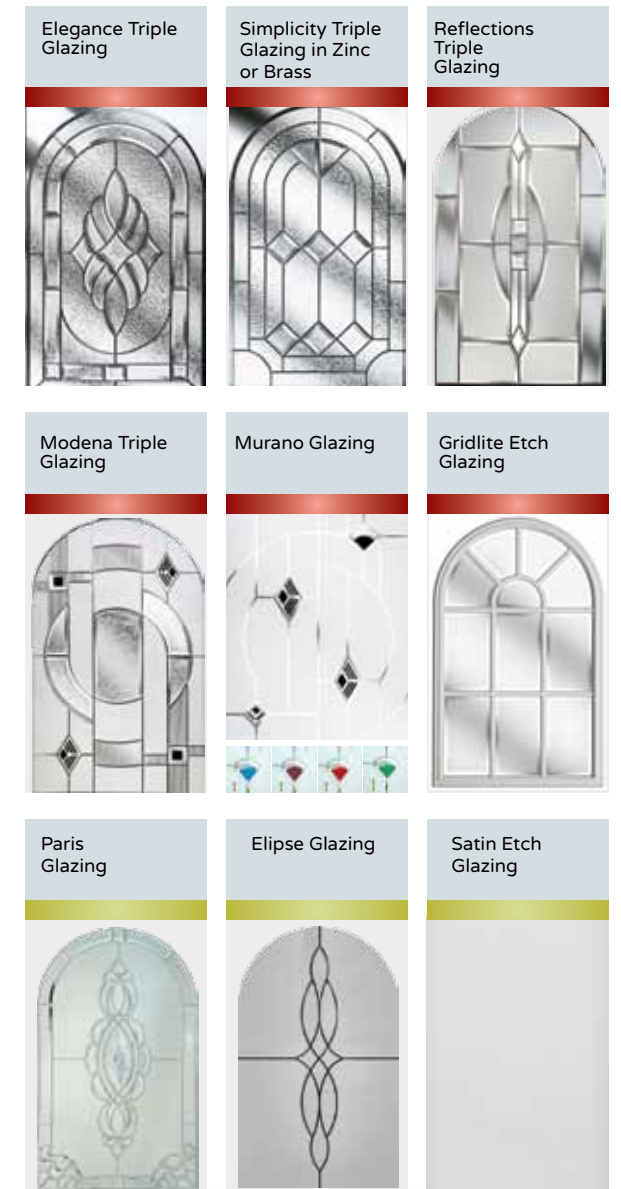 Elegance Triple
Glazing
Simplicity Triple
Glazing in Zinc
or Brass
Reflections
Triple
Glazing
Modena Triple
Glazing
Murano Glazing
Gridlite Etch
Glazing
Paris
Glazing
Elipse Glazing
Satin Etch
Glazing